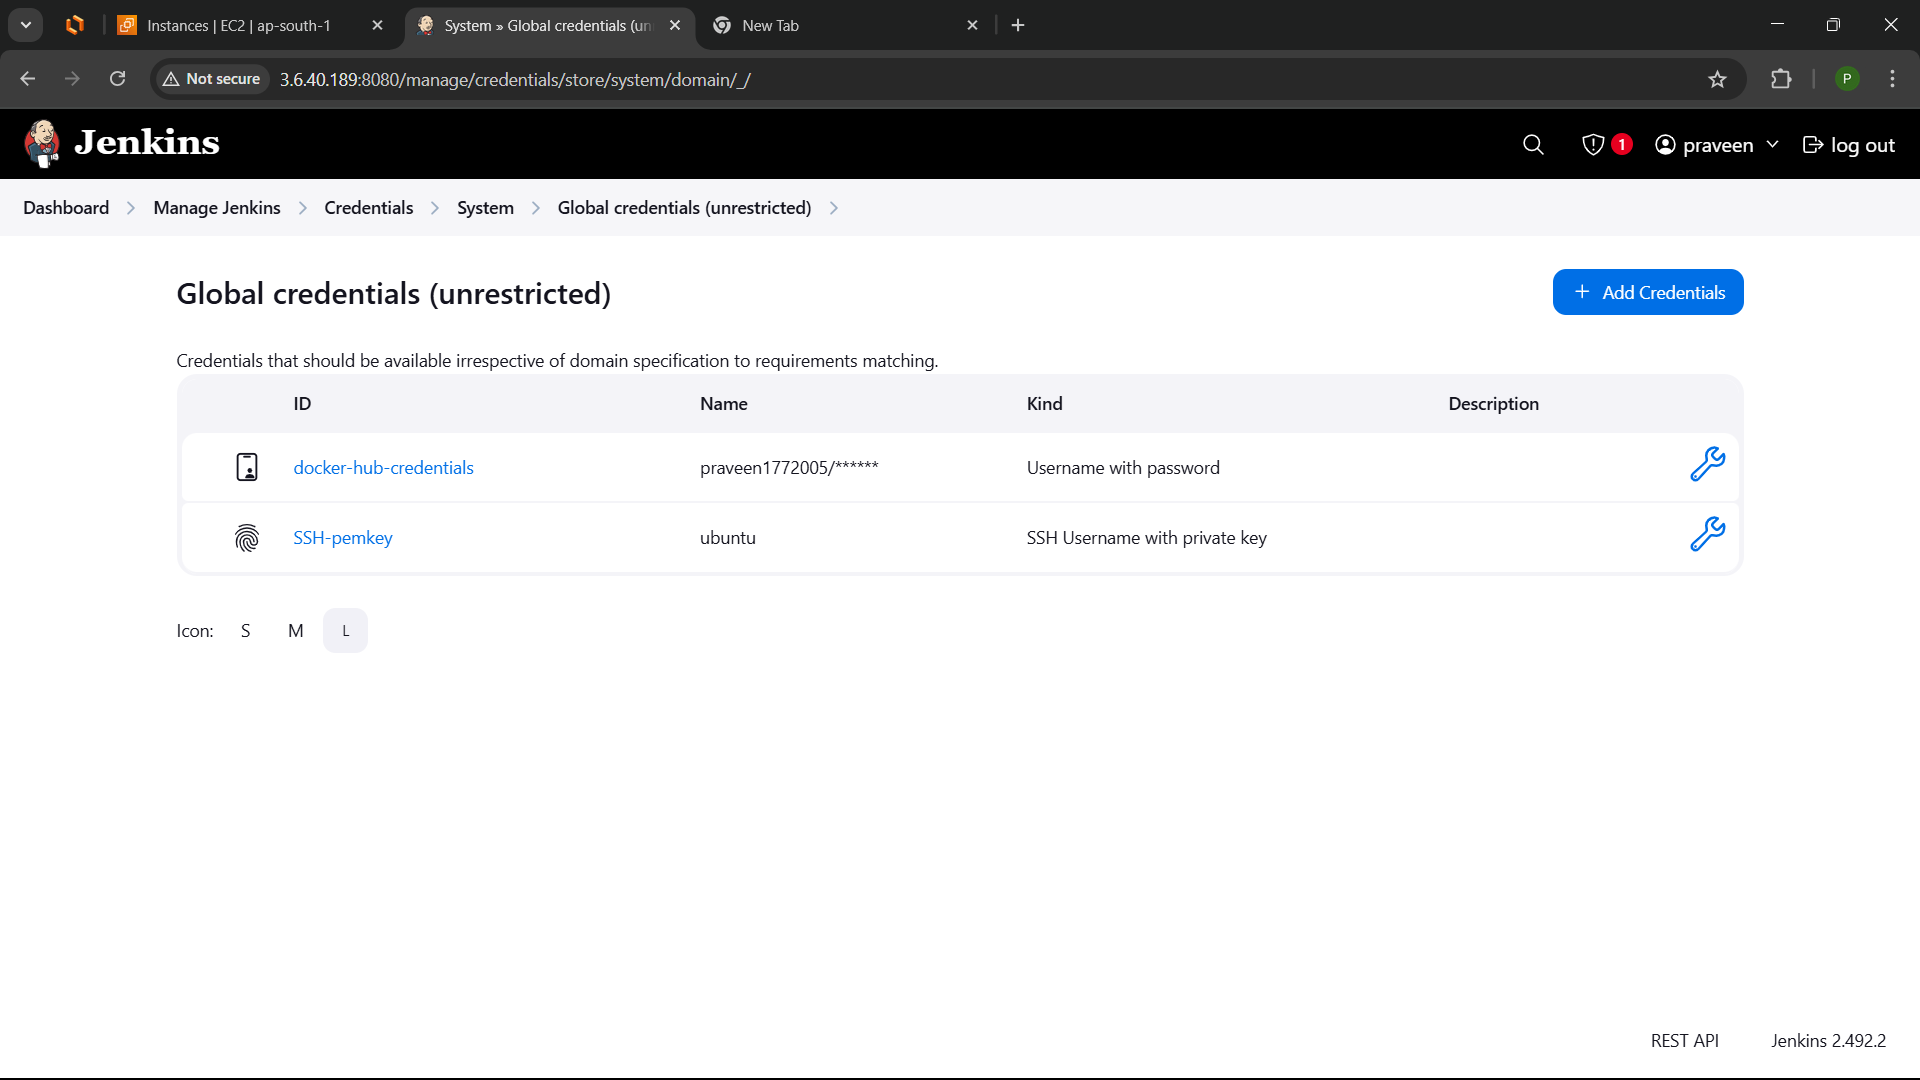 Instances | EC2 | ap-south-1
System » Global credentials (un
New Tab
Not secure
3.6.40.189:8080/manage/credentials/store/system/domain/_/
P
Jenkins
1
praveen
log out
Dashboard
Manage Jenkins
Credentials
System
Global credentials (unrestricted)
Global credentials (unrestricted)
+ Add Credentials
Credentials that should be available irrespective of domain specification to requirements matching.
ID Name Kind Description
docker-hub-credentials praveen1772005/****** Username with password
SSH-pemkey ubuntu SSH Username with private key
Icon: S M L
REST API Jenkins 2.492.2